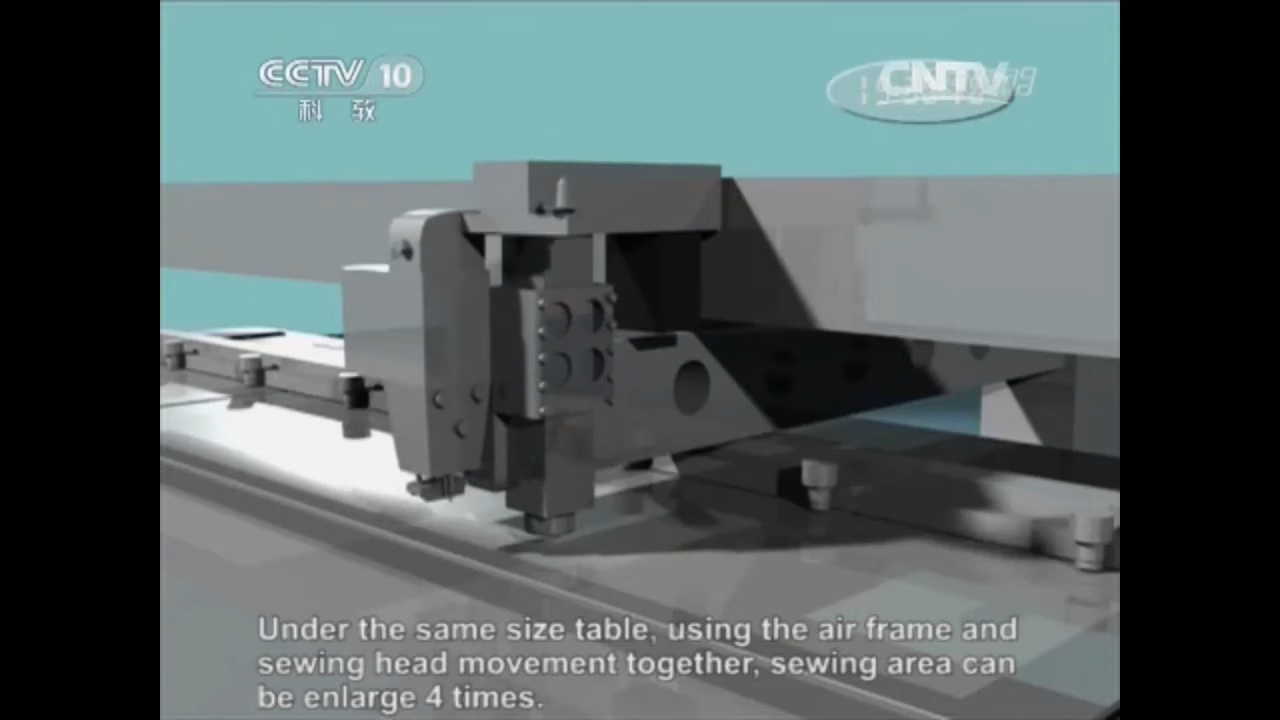 CCTV 10
科 教
CNTV
Under the same size table, using the air frame and
sewing head movement together, sewing area can
be enlarge 4 times.